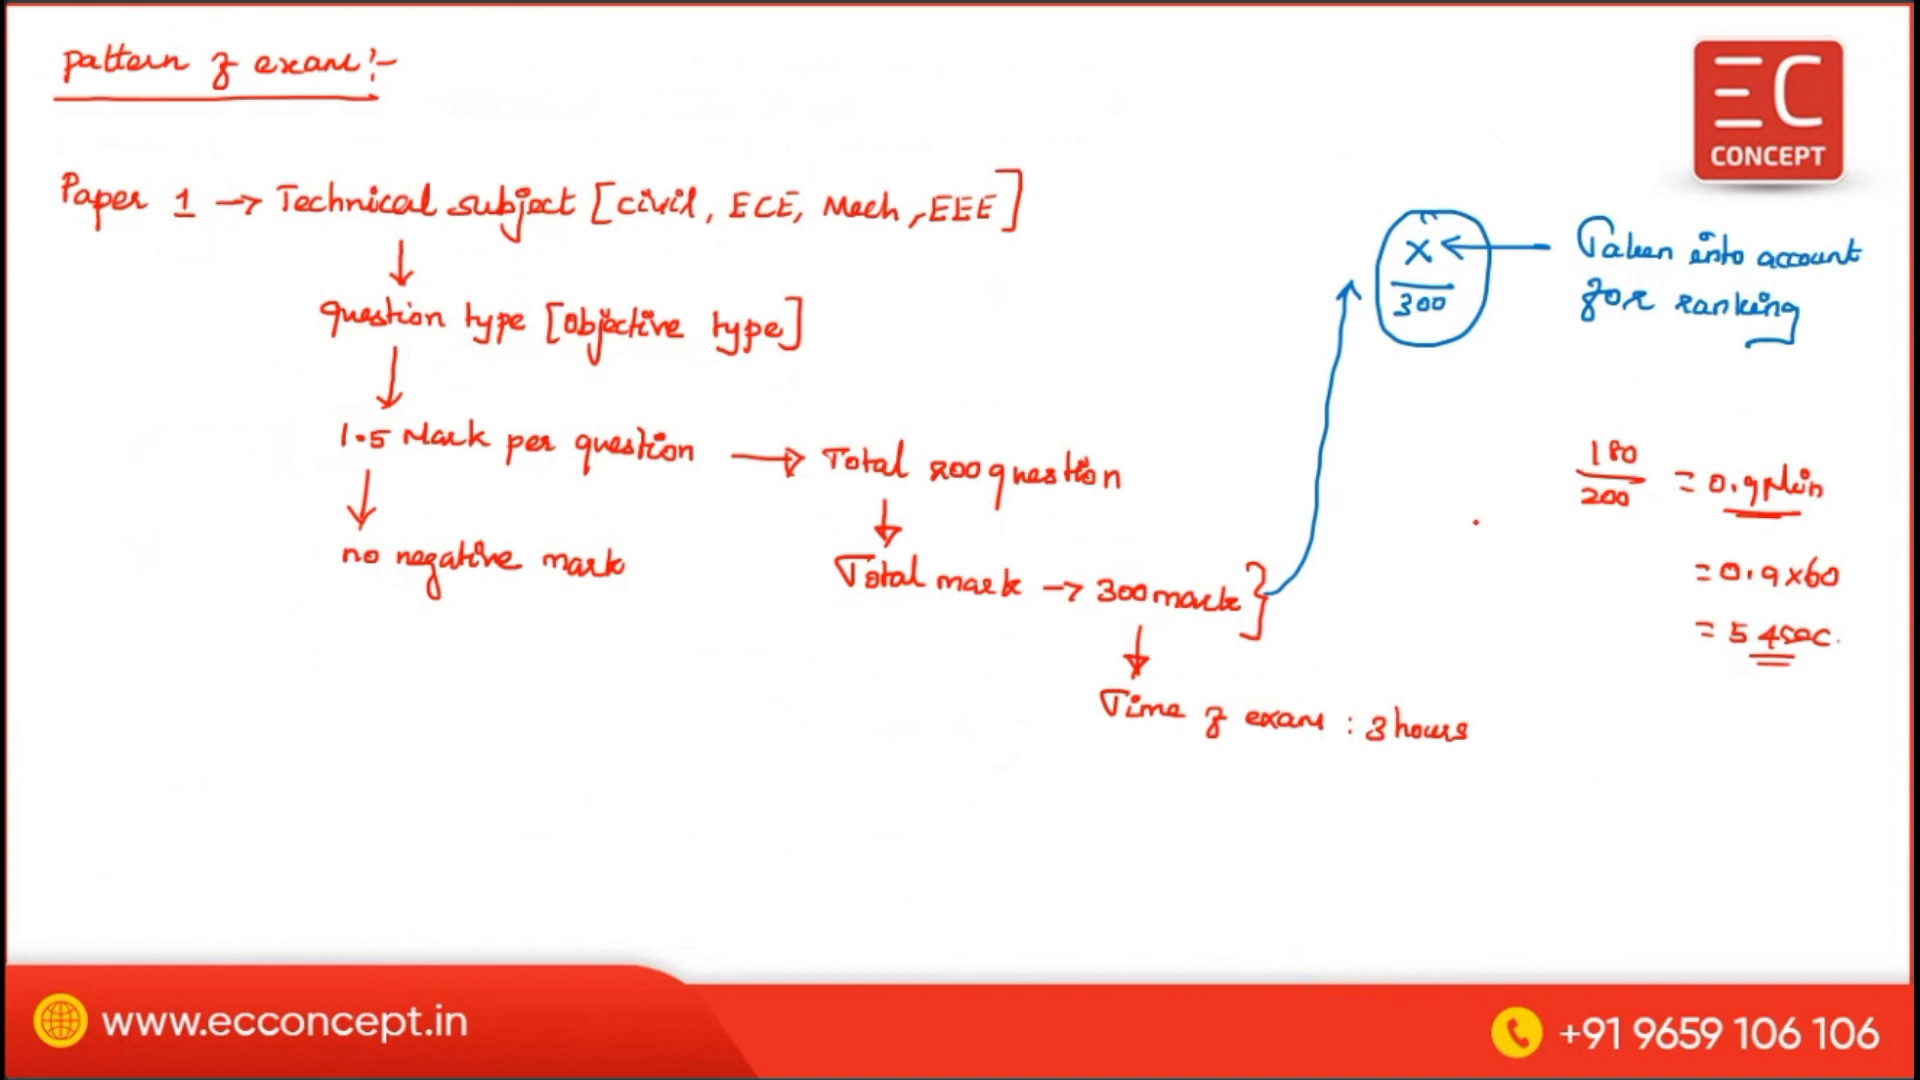 Pattern of exam:-
EC
CONCEPT
Paper 1 → Technical subject [civil, ECE, Mech, EEE]
Question type [objective type]
1.5 Mark per question → Total 200 question
no negative mark
Total mark → 300 mark }
Time of exam : 3 hours
X
300
Taken into account
for ranking
180
200
= 0.9 Min
= 0.9 x 60
= 54 sec.
www.ecconcept.in
+91 9659 106 106